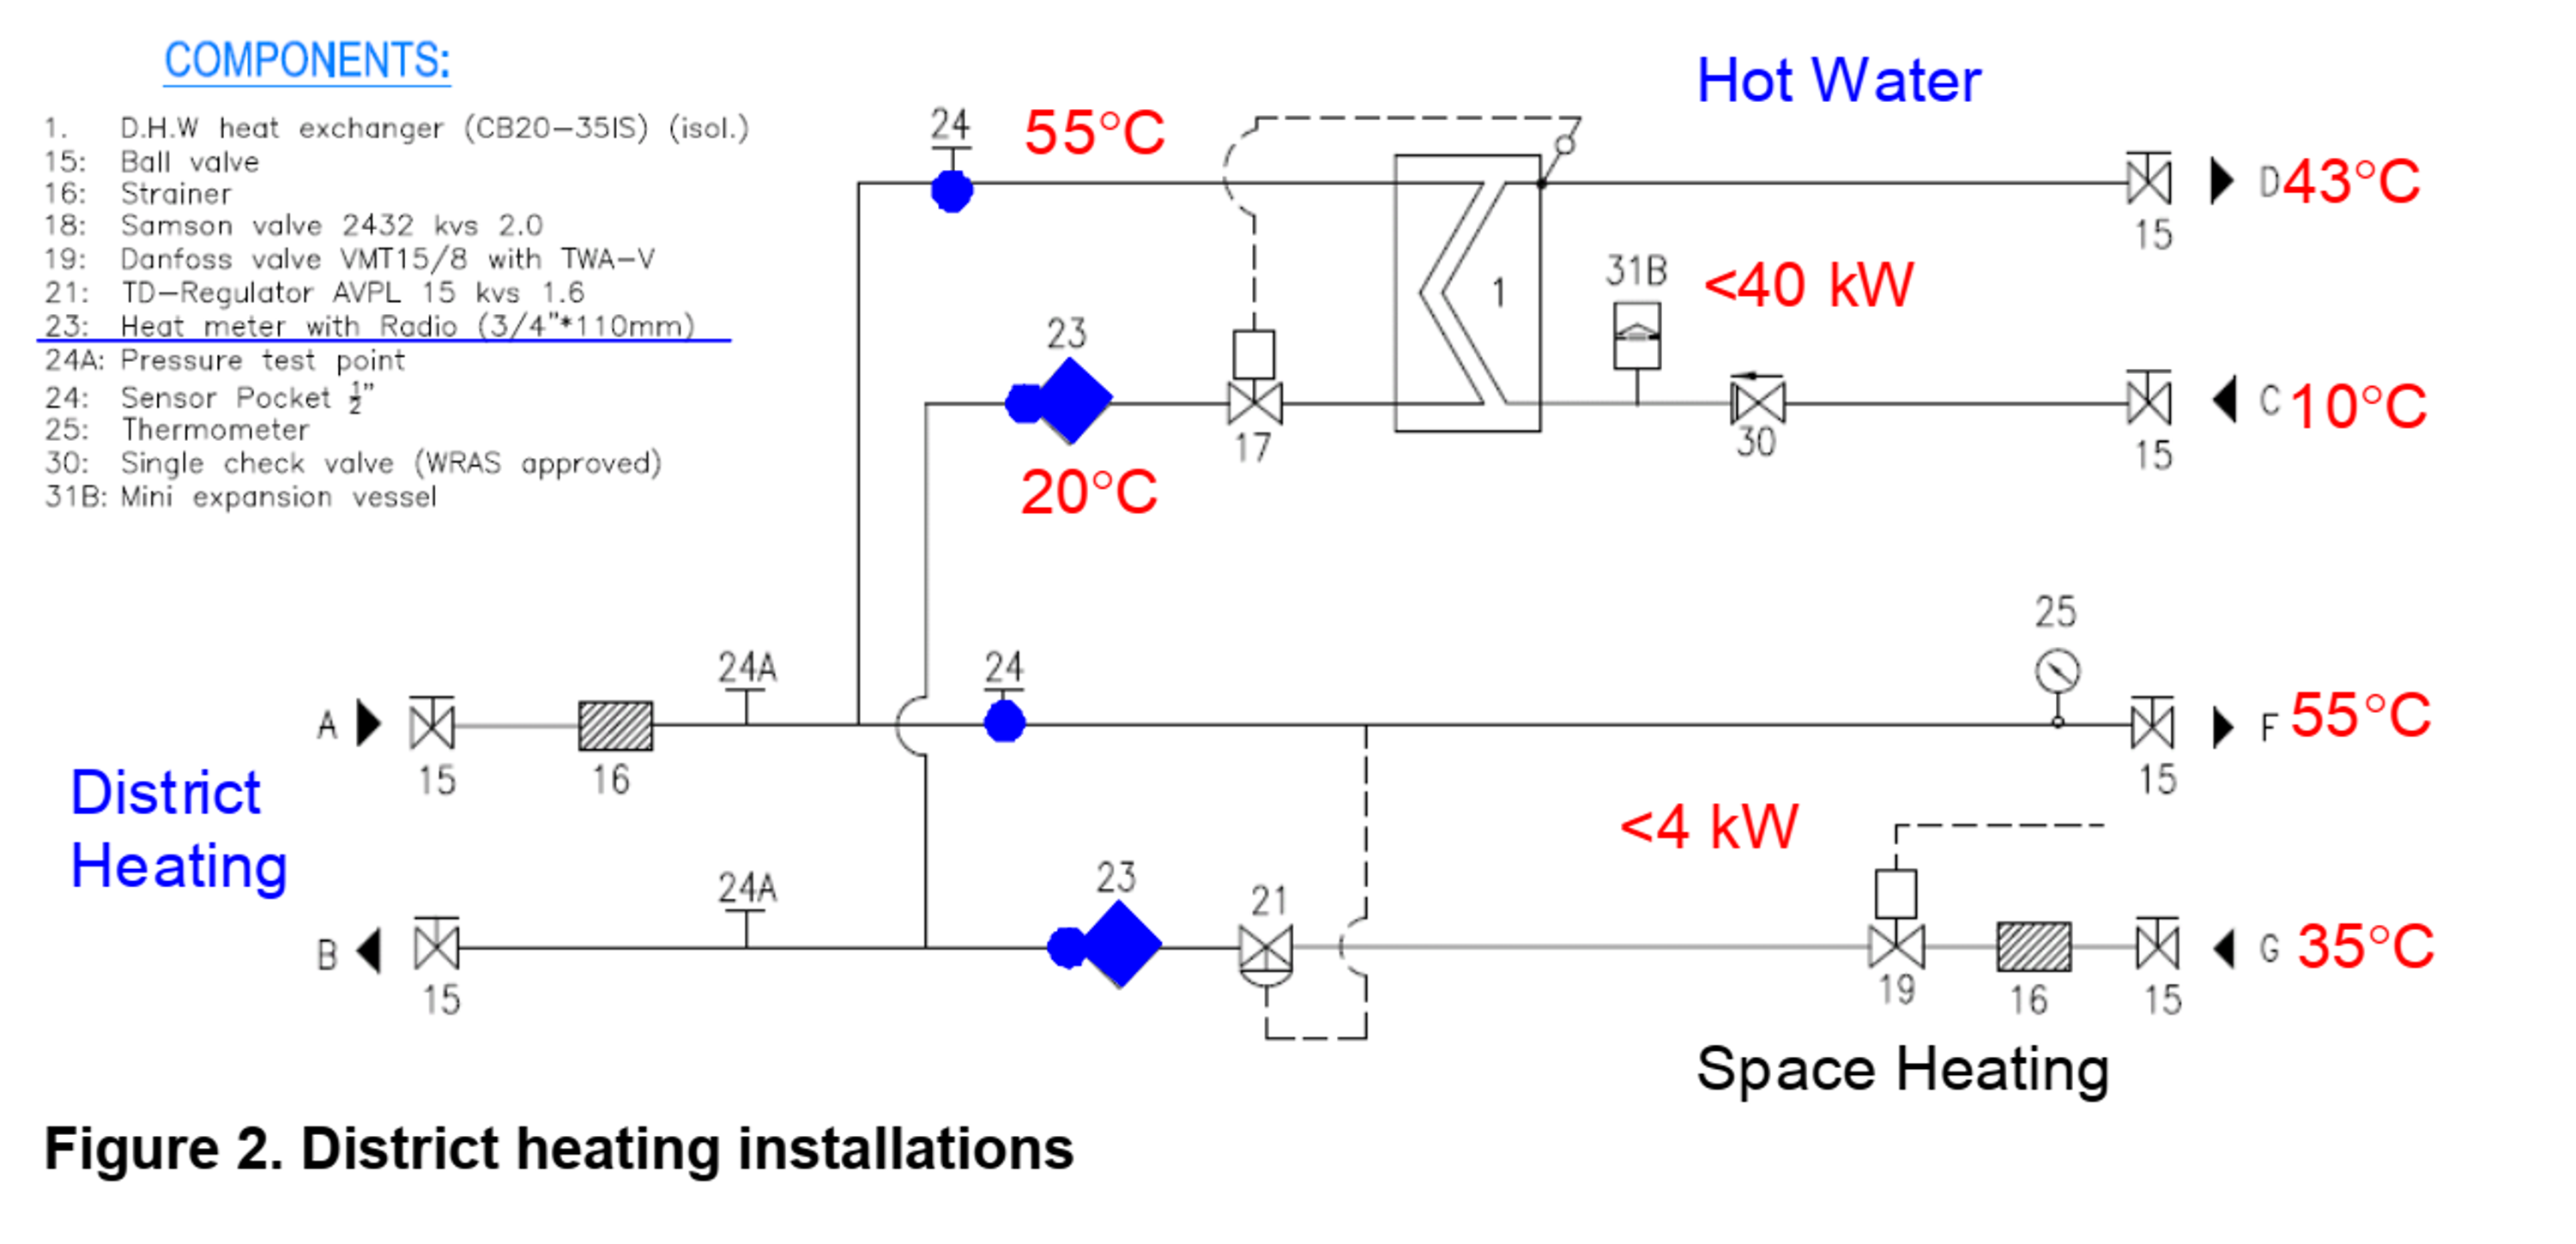 COMPONENTS:
1. D.H.W heat exchanger (CB20-35IS) (isol.)
15: Ball valve
16: Strainer
18: Samson valve 2432 kvs 2.0
19: Danfoss valve VMT15/8 with TWA-V
21: TD-Regulator AVPL 15 kvs 1.6
23: Heat meter with Radio (3/4"*110mm)
24A: Pressure test point
24: Sensor Pocket ½"
25: Thermometer
30: Single check valve (WRAS approved)
31B: Mini expansion vessel
Hot Water
24 55°C
D 43°C
15
31B <40 kW
1
23
C 10°C
17 30 15
20°C
25
24A 24
A F 55°C
15 16 15
District
Heating
<4 kW
24A 23 21
B G 35°C
15 19 16 15
Space Heating
Figure 2. District heating installations